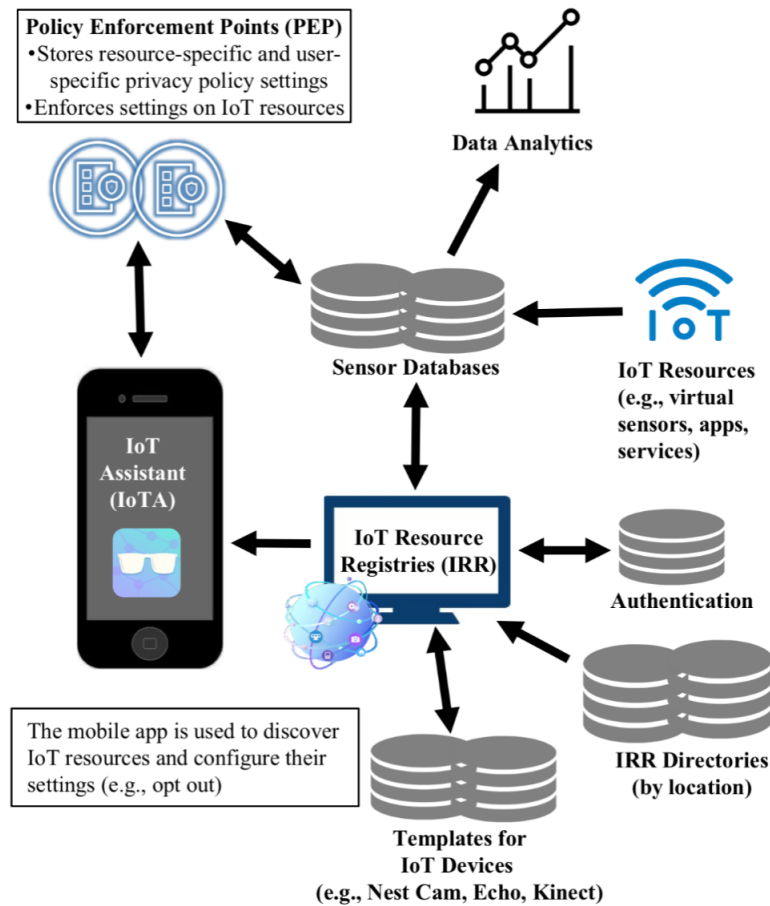 Policy Enforcement Points (PEP)
•Stores resource-specific and user-
specific privacy policy settings
•Enforces settings on IoT resources
Data Analytics
Sensor Databases
IoT
IoT Resources
(e.g., virtual
sensors, apps,
services)
IoT
Assistant
(IoTA)
IoT Resource
Registries (IRR)
Authentication
IRR Directories
(by location)
The mobile app is used to discover
IoT resources and configure their
settings (e.g., opt out)
Templates for
IoT Devices
(e.g., Nest Cam, Echo, Kinect)